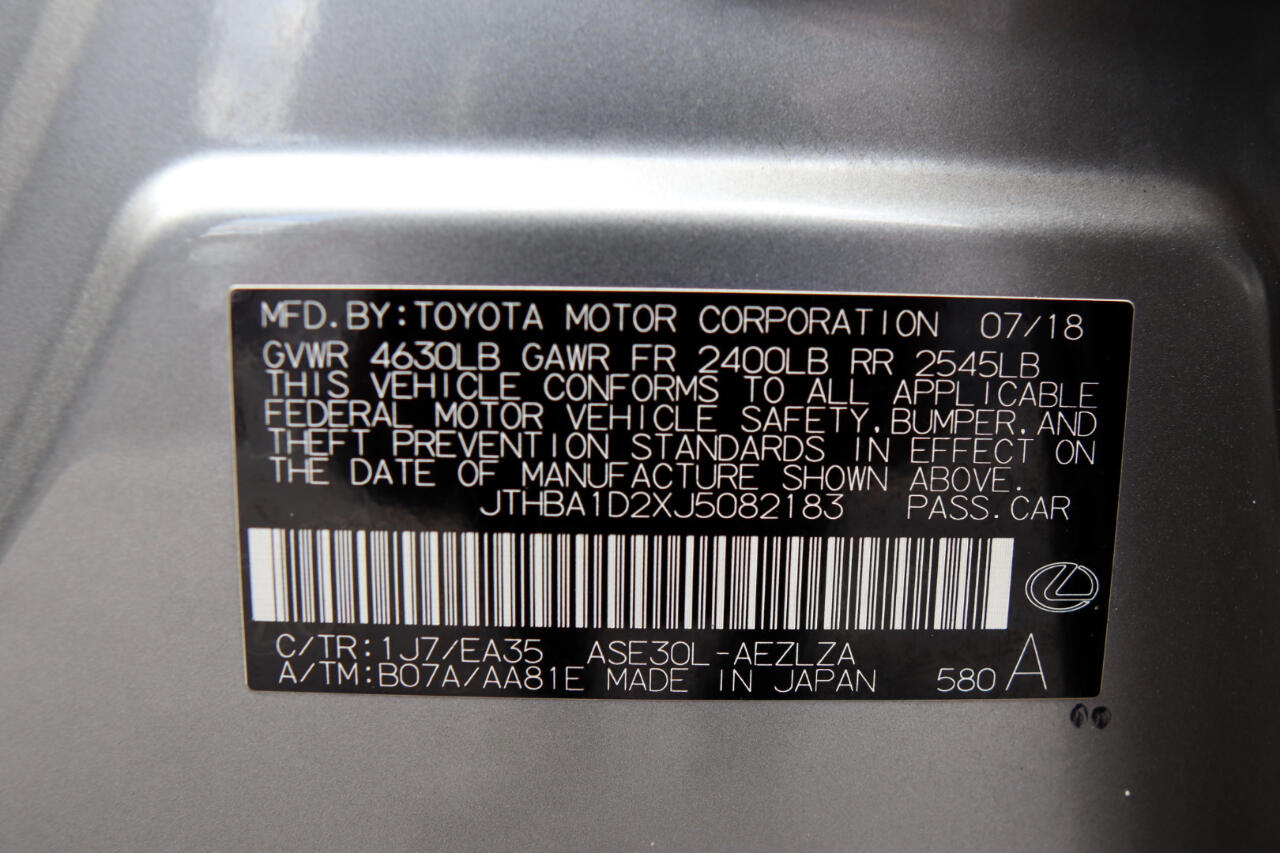 MFD.BY:TOYOTA MOTOR CORPORATION 07/18
GVWR 4630LB GAWR FR 2400LB RR 2545LB
THIS VEHICLE CONFORMS TO ALL APPLICABLE
FEDERAL MOTOR VEHICLE SAFETY,BUMPER,AND
THEFT PREVENTION STANDARDS IN EFFECT ON
THE DATE OF MANUFACTURE SHOWN ABOVE.
JTHBA1D2XJ5082183 PASS.CAR
C/TR:1J7/EA35 ASE30L-AEZLZA
A/TM:B07A/AA81E MADE IN JAPAN 580 A